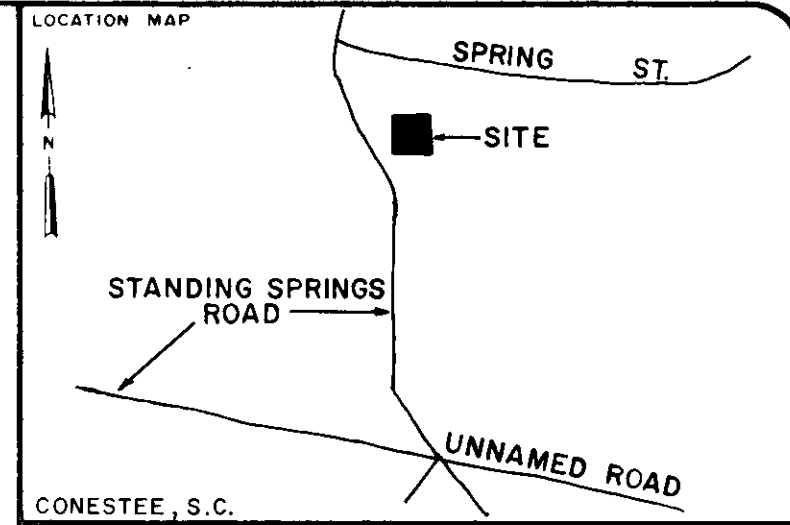 LOCATION MAP
SPRING ST.
N
SITE
STANDING SPRINGS
ROAD
UNNAMED ROAD
CONESTEE, S.C.